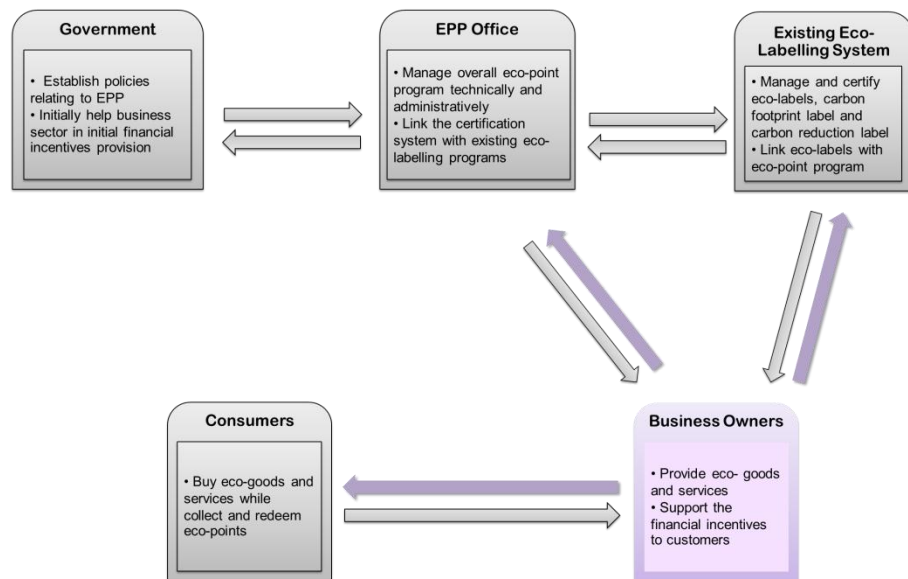 Government
• Establish policies
relating to EPP
• Initially help business
sector in initial financial
incentives provision
EPP Office
• Manage overall eco-point
program technically and
administratively
• Link the certification
system with existing eco-
labelling programs
Existing Eco-
Labelling System
• Manage and certify
eco-labels, carbon
footprint label and
carbon reduction label
• Link eco-labels with
eco-point program
Consumers
• Buy eco-goods and
services while
collect and redeem
eco-points
Business Owners
• Provide eco- goods
and services
• Support the
financial incentives
to customers